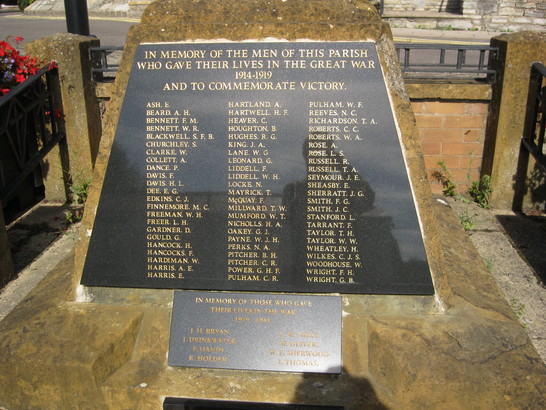 IN MEMORY OF THE MEN OF THIS PARISH
WHO GAVE THEIR LIVES IN THE GREAT WAR
1914-1919
AND TO COMMEMORATE VICTORY.
ASH. E.
BEARD. A. H.
BENNETT. F. M.
BENNETT. W. R.
BLACKWELL. S. F. B.
CHURCHILL. S.
CLARKE. W.
COLLETT. A.
DANCE. P.
DAVIS. F.
DAVIS. H. L.
DEE. E. G.
EDKINS. C. J.
FINNEMORE. M. C.
FREEMAN. W. H.
FREER. L. H.
GARDNER. D.
GOULD. G.
HANCOCK. H.
HANCOCKS. F.
HARDIMAN. W.
HARRIS. A. E.
HARRIS. E.
HARTLAND. A.
HARTWELL. H. F.
HEAVER. C.
HOUGHTON. B.
HUGHES. R. G.
KING. J. A.
LANE. W. G.
LEONARD. G.
LIDDELL. F.
LIDDELL. W. H.
LOCKE. N.
MAYRICK. T.
McQUAY. F.
MILLWARD. T. W.
MUMFORD. W. T.
NICHOLLS. H. A.
OAKEY. G. J.
PAYNE. W. J. H.
PERKS. N. A.
PITCHER. B. H.
PITCHER. C. R.
POWER. G. H. F.
PULHAM. C. R.
PULHAM. W. F.
REEVES. N. C.
RICHARDSON. T. A.
ROBERTS. C. C.
ROBERTS. W. A.
ROSE. A.
ROSE. L. S.
RUSSELL. R.
RUSSELL. T. A.
SEYMOUR. J. E.
SHEASBY. E.
SHERRATT. J. G.
SMITH. F. G.
SMITH. J. C.
STANFORD. L.
TARRANT. F.
TAYLOR. T. H.
TAYLOR. W. W.
WHEATLEY. H.
WILKES. C. J. S.
WOODHOUSE. W.
WRIGHT. F. H.
WRIGHT. G. B.
IN MEMORY OF THOSE WHO GAVE
THEIR LIVES IN THE WAR
J. H. BRYAN
F. HANDY
R. HOLDER
W. E. SHERWOOD
L. THOMAS